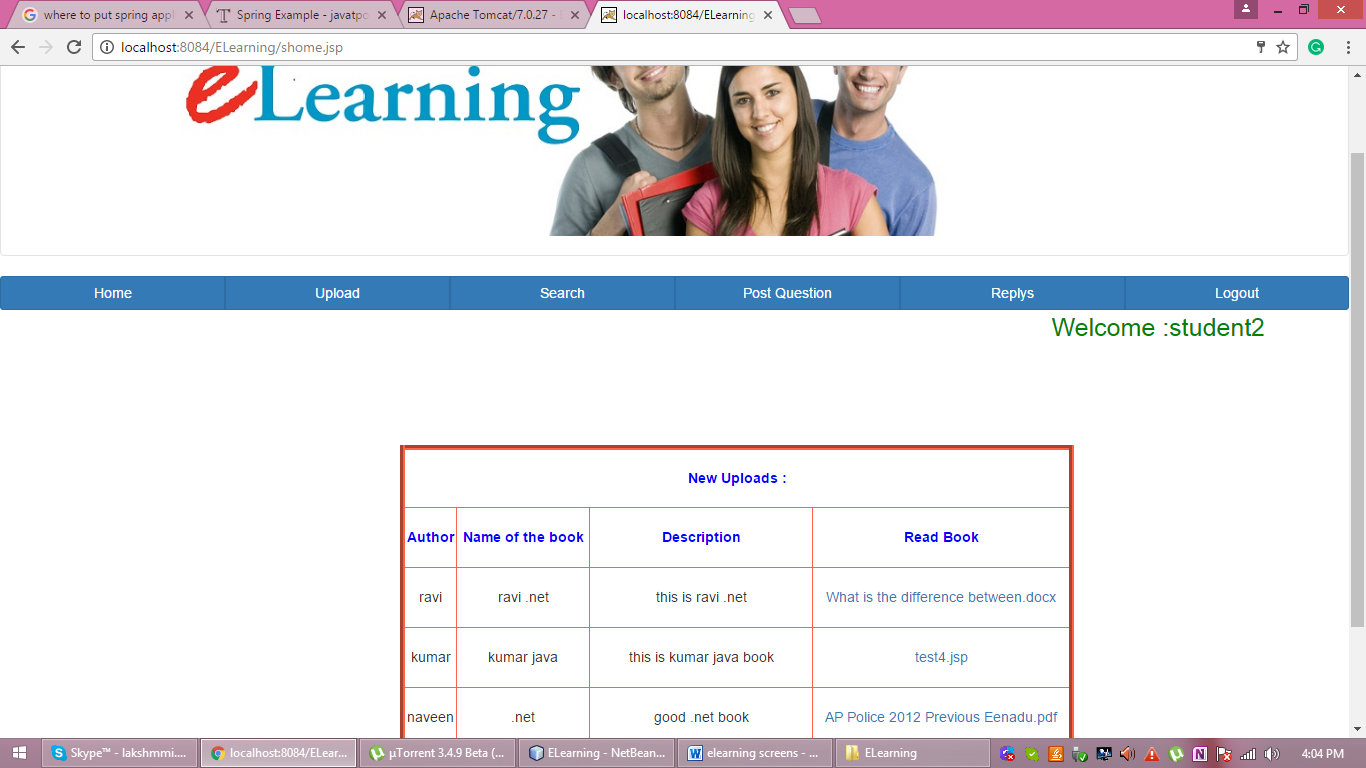 where to put spring appl
Spring Example - javatpo
Apache Tomcat/7.0.27 -
localhost:8084/ELearning
localhost:8084/ELearning/shome.jsp
eLearning
Home Upload Search Post Question Replys Logout
Welcome :student2
New Uploads :
Author Name of the book Description Read Book
ravi ravi .net this is ravi .net What is the difference between.docx
kumar kumar java this is kumar java book test4.jsp
naveen .net good .net book AP Police 2012 Previous Eenadu.pdf
Skype™ - lakshmmi.... localhost:8084/ELear... µTorrent 3.4.9 Beta (... ELearning - NetBean... elearning screens - ... ELearning 4:04 PM